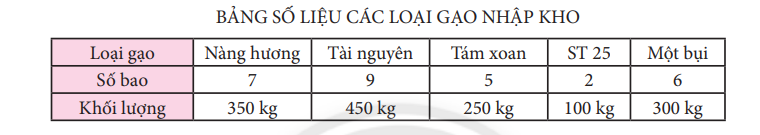 BẢNG SỐ LIỆU CÁC LOẠI GẠO NHẬP KHO
Loại gạo Nàng hương Tài nguyên Tám xoan ST 25 Một bụi
Số bao 7 9 5 2 6
Khối lượng 350 kg 450 kg 250 kg 100 kg 300 kg